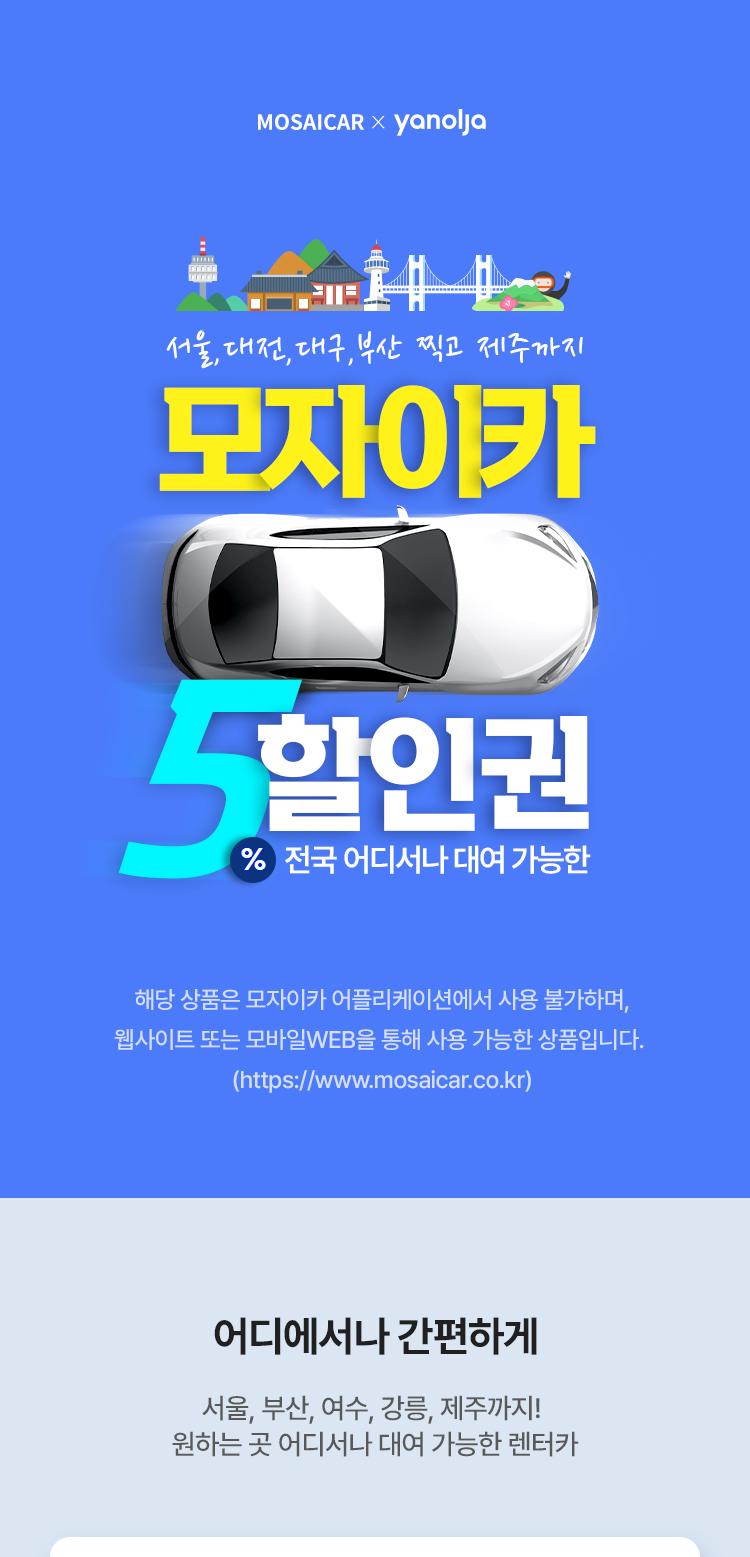 MOSAICAR × yanolja
서울, 대전, 대구, 부산 찍고 제주까지
모자이카
5% 할인권
전국 어디서나 대여 가능한
해당 상품은 모자이카 어플리케이션에서 사용 불가하며,
웹사이트 또는 모바일WEB을 통해 사용 가능한 상품입니다.
(https://www.mosaicar.co.kr)
어디에서나 간편하게
서울, 부산, 여수, 강릉, 제주까지!
원하는 곳 어디서나 대여 가능한 렌터카